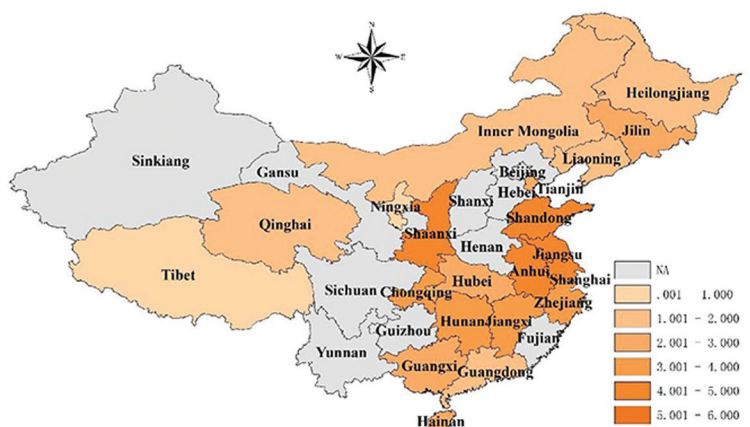 N
W E
S
Heilongjiang
Inner Mongolia
Jilin
Liaoning
Sinkiang
Gansu
Beijing
Tianjin
Hebei
Shanxi
Ningxia
Qinghai
Shandong
Shaanxi
Henan
Jiangsu
Tibet
Anhui
Shanghai
Hubei
Sichuan
Chongqing
Zhejiang
Hunan
Jiangxi
Guizhou
Fujian
Yunnan
Guangxi
Guangdong
Hainan
NA
.001 - 1.000
1.001 - 2.000
2.001 - 3.000
3.001 - 4.000
4.001 - 5.000
5.001 - 6.000